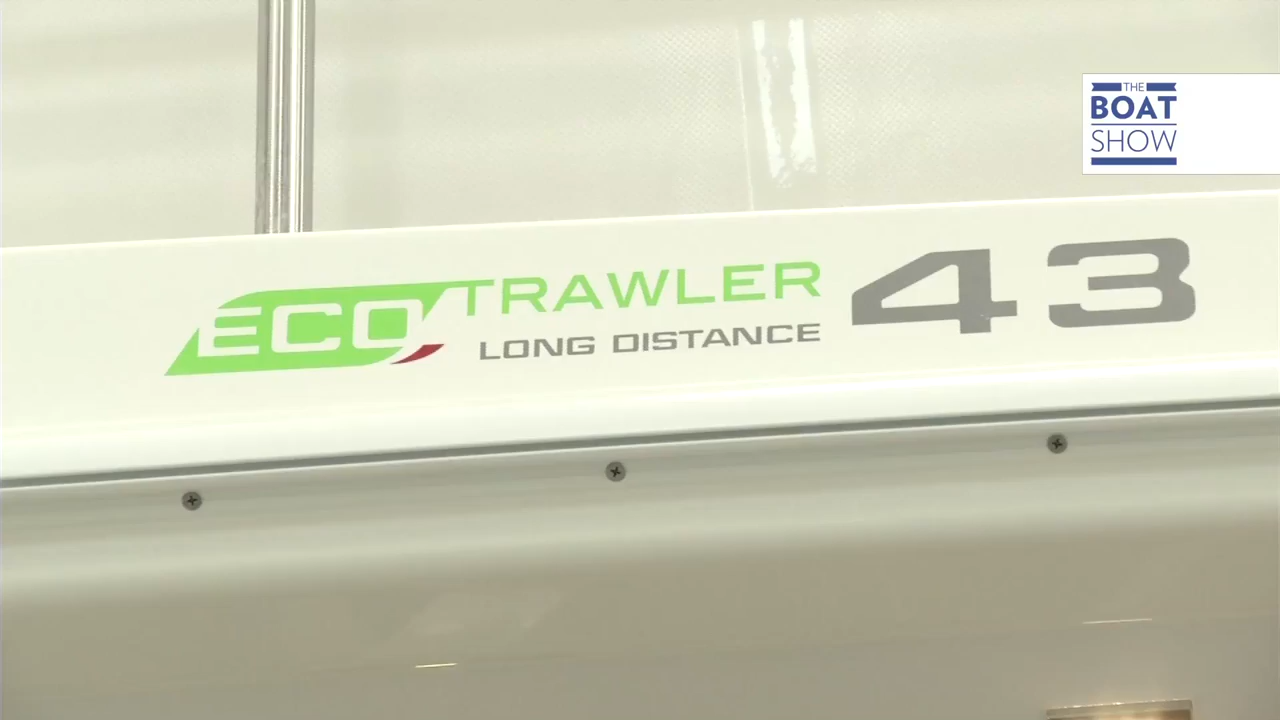 THE
BOAT
SHOW
ECO TRAWLER 43
LONG DISTANCE